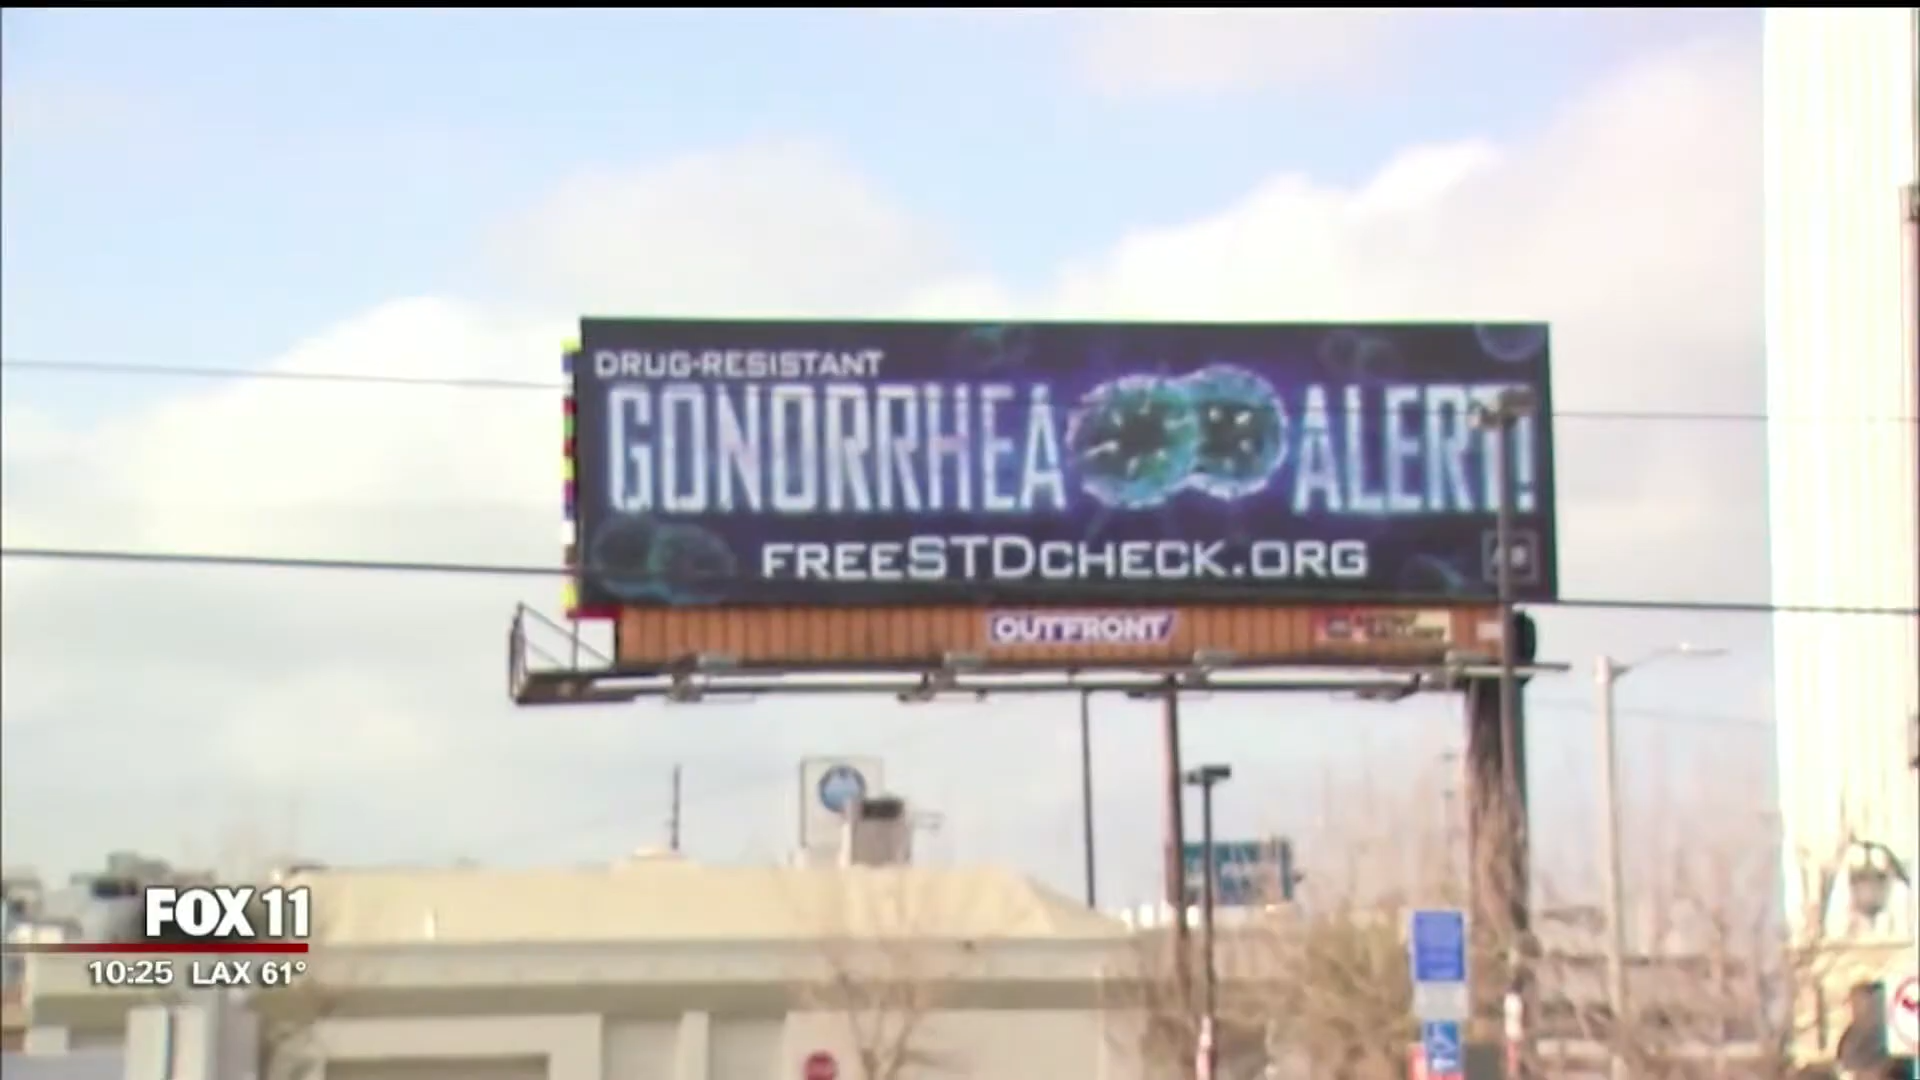 DRUG-RESISTANT
GONORRHEA ALERT!
FREESTDCHECK.ORG
OUTFRONT
FOX 11
10:25 LAX 61°